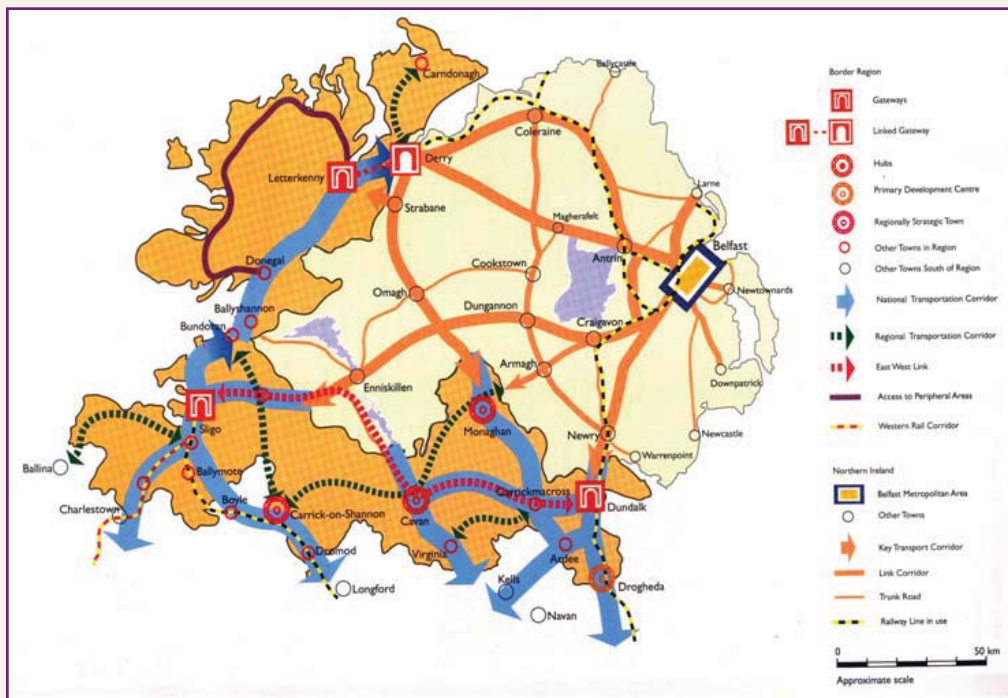 Carndonagh
Ballycastle
Coleraine
Derry
Letterkenny
Larne
Strabane
Magherafelt
Belfast
Antrim
Donegal
Cookstown
Newtownards
Omagh
Ballyshannon
Dungannon
Bundoran
Craigavon
Armagh
Enniskillen
Downpatrick
Monaghan
Sligo
Newry
Newcastle
Ballina
Warrenpoint
Ballymote
Carrickmacross
Charlestown
Boyle
Carrick-on-Shannon
Cavan
Dundalk
Dromod
Virginia
Ardee
Longford
Kells
Drogheda
Navan
Border Region
Gateways
Linked Gateway
Hubs
Primary Development Centre
Regionally Strategic Town
Other Towns in Region
Other Towns South of Region
National Transportation Corridor
Regional Transportation Corridor
East West Link
Access to Peripheral Areas
Western Rail Corridor
Northern Ireland
Belfast Metropolitan Area
Other Towns
Key Transport Corridor
Link Corridor
Trunk Road
Railway Line in use
0 50 km
Approximate scale